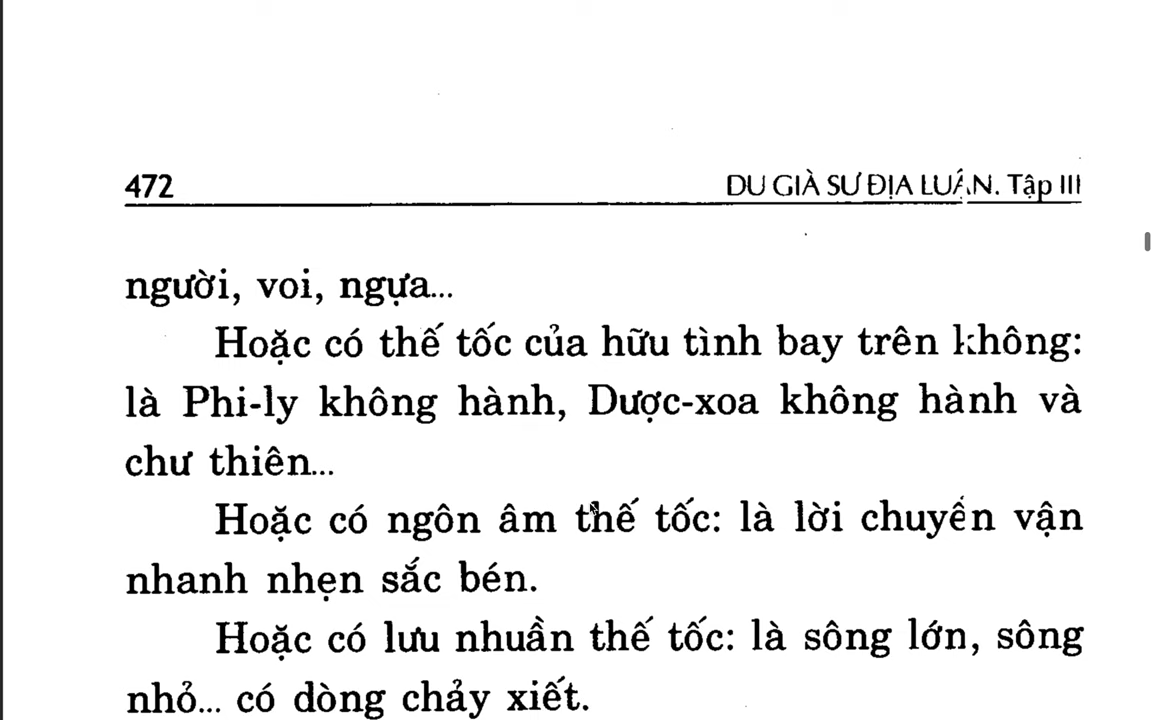 472 DU GIÀ SƯ ĐỊA LUẬN. Tập III
người, voi, ngựa...
Hoặc có thế tốc của hữu tình bay trên không:
là Phi-ly không hành, Dược-xoa không hành và
chư thiên...
Hoặc có ngôn âm thế tốc: là lời chuyển vận
nhanh nhẹn sắc bén.
Hoặc có lưu nhuần thế tốc: là sông lớn, sông
nhỏ... có dòng chảy xiết.